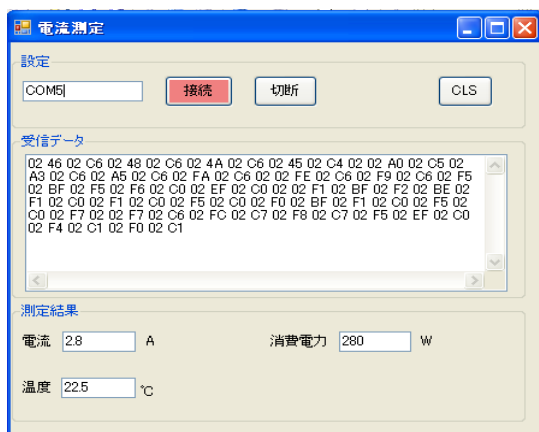 電流測定
設定
COM5
接続
切断
CLS
受信データ
02 46 02 C6 02 48 02 C6 02 4A 02 C6 02 45 02 C4 02 02 A0 02 C5 02
A3 02 C6 02 A5 02 C6 02 FA 02 C6 02 02 FE 02 C6 02 F9 02 C6 02 F5
02 BF 02 F5 02 F6 02 C0 02 EF 02 C0 02 02 F1 02 BF 02 F2 02 BE 02
F1 02 C0 02 F1 02 C0 02 F5 02 C0 02 F0 02 BF 02 F1 02 C0 02 F5 02
C0 02 F7 02 02 F7 02 C6 02 FC 02 C7 02 F8 02 C7 02 F5 02 EF 02 C0
02 F4 02 C1 02 F0 02 C1
測定結果
電流 2.8 A 消費電力 280 W
温度 22.5 ℃